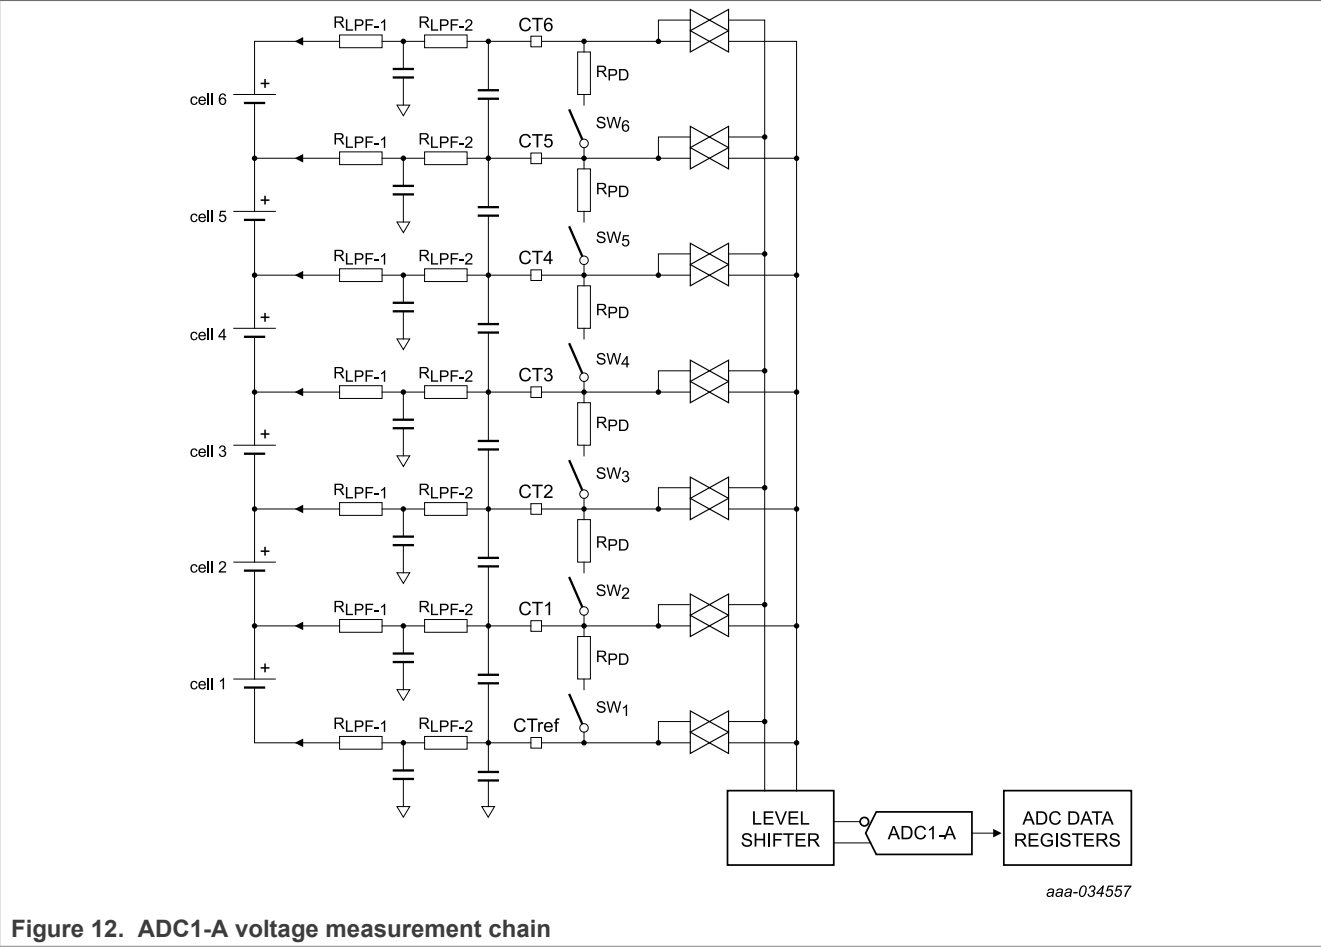 RLPF-1 RLPF-2 CT6
RPD
+
cell 6
SW6
RLPF-1 RLPF-2 CT5
RPD
+
cell 5
SW5
RLPF-1 RLPF-2 CT4
RPD
+
cell 4
SW4
RLPF-1 RLPF-2 CT3
RPD
+
cell 3
SW3
RLPF-1 RLPF-2 CT2
RPD
+
cell 2
SW2
RLPF-1 RLPF-2 CT1
RPD
+
cell 1
SW1
RLPF-1 RLPF-2 CTref
LEVEL
SHIFTER
ADC1-A
ADC DATA
REGISTERS
aaa-034557
Figure 12. ADC1-A voltage measurement chain